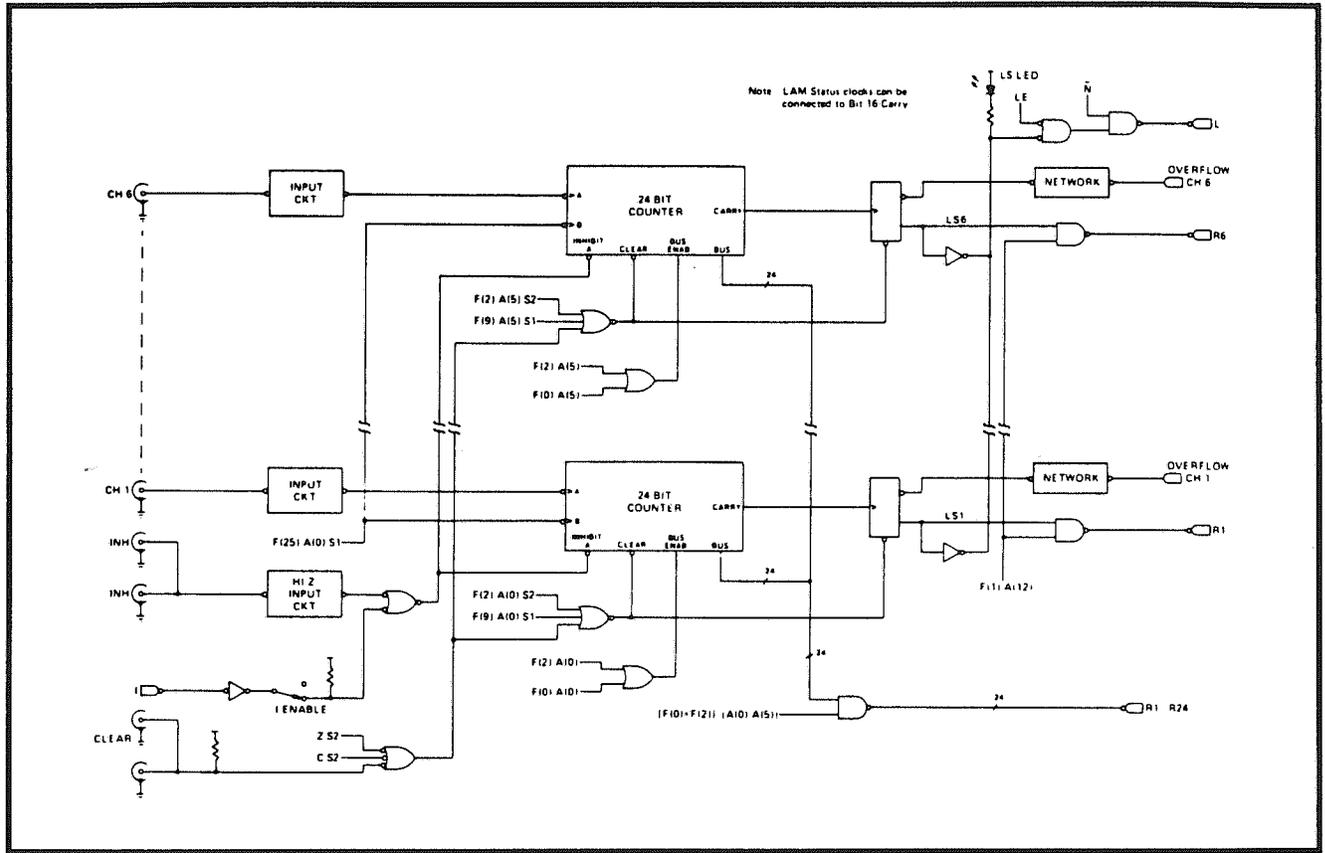 Note LAM Status clocks can be
connected to Bit 16 Carry
LS LED
LE
N̄
L
CH 6
INPUT
CKT
A
B
24 BIT
COUNTER
CARRY
INHIBIT
A
CLEAR
BUS
ENAB
BUS
NETWORK
OVERFLOW
CH 6
LS6
R6
24
F(2) A(5) S2
F(9) A(5) S1
F(2) A(5)
F(0) A(5)
CH 1
INPUT
CKT
A
B
24 BIT
COUNTER
CARRY
INHIBIT
A
CLEAR
BUS
ENAB
BUS
NETWORK
OVERFLOW
CH 1
LS1
R1
24
INH
F(25) A(0) S1
INH
HI Z
INPUT
CKT
F(2) A(0) S2
F(9) A(0) S1
F(1) A(12)
24
F(2) A(0)
F(0) A(0)
I
I ENABLE
[F(0)+F(2)] [A(0) A(5)]
24
R1 R24
CLEAR
Z S2
C S2